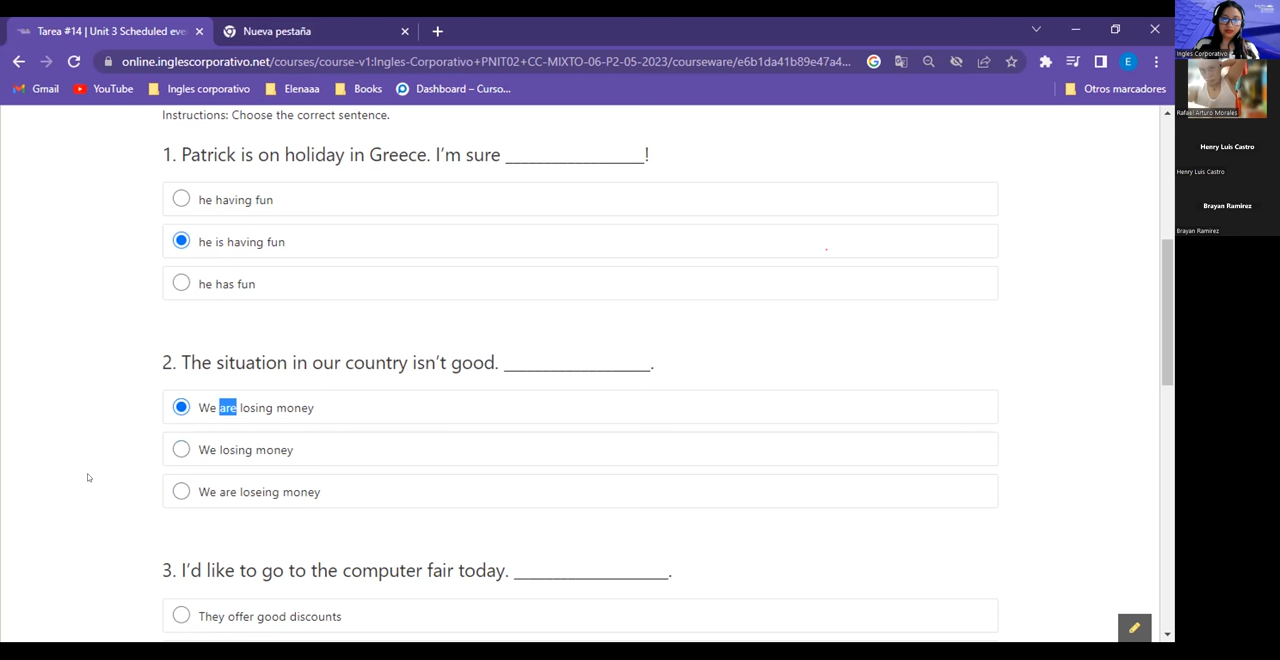 Tarea #14 | Unit 3 Scheduled eve
Nueva pestaña
online.inglescorporativo.net/courses/course-v1:Ingles-Corporativo+PNIT02+CC-MIXTO-06-P2-05-2023/courseware/e6b1da41b89e47a4...
E
Gmail
YouTube
Ingles corporativo
Elenaaa
Books
Dashboard – Curso...
Otros marcadores
Instructions: Choose the correct sentence.
1. Patrick is on holiday in Greece. I'm sure ________________!
he having fun
he is having fun
he has fun
2. The situation in our country isn't good. _________________.
We are losing money
We losing money
We are loseing money
3. I'd like to go to the computer fair today. __________________.
They offer good discounts
Ingles Corporativo
Rafael Arturo Morales
Henry Luis Castro
Henry Luis Castro
Brayan Ramirez
Brayan Ramirez